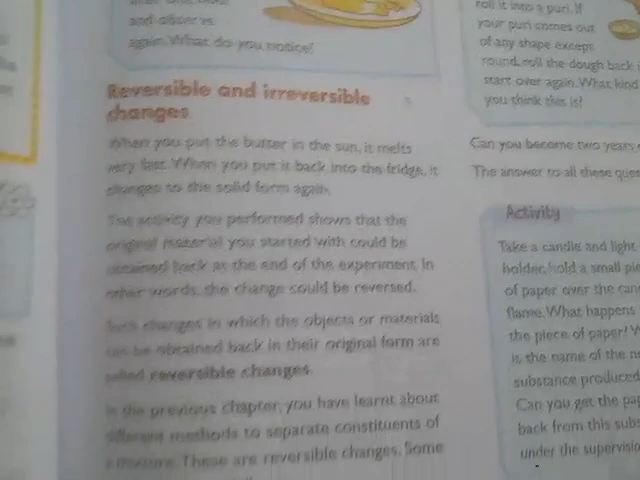 and observe
again. What do you notice?
Reversible and irreversible
changes
When you put the butter in the sun, it melts
very fast. When you put it back into the fridge, it
changes to the solid form again.
The activity you performed shows that the
original material you started with could be
obtained back at the end of the experiment. In
other words, the change could be reversed.
Such changes in which the objects or materials
can be obtained back in their original form are
called reversible changes.
In the previous chapter, you have learnt about
different methods to separate constituents of
a mixture. These are reversible changes. Some
roll it into a puri. If
your puri comes out
of any shape except
round, roll the dough back
start over again. What kind
you think this is?
Can you become two years
The answer to all these
Activity
Take a candle and light
holder, hold a small
of paper over the
flame. What happens
the piece of paper?
is the name of the
substance produced
Can you get the
back from this
under the